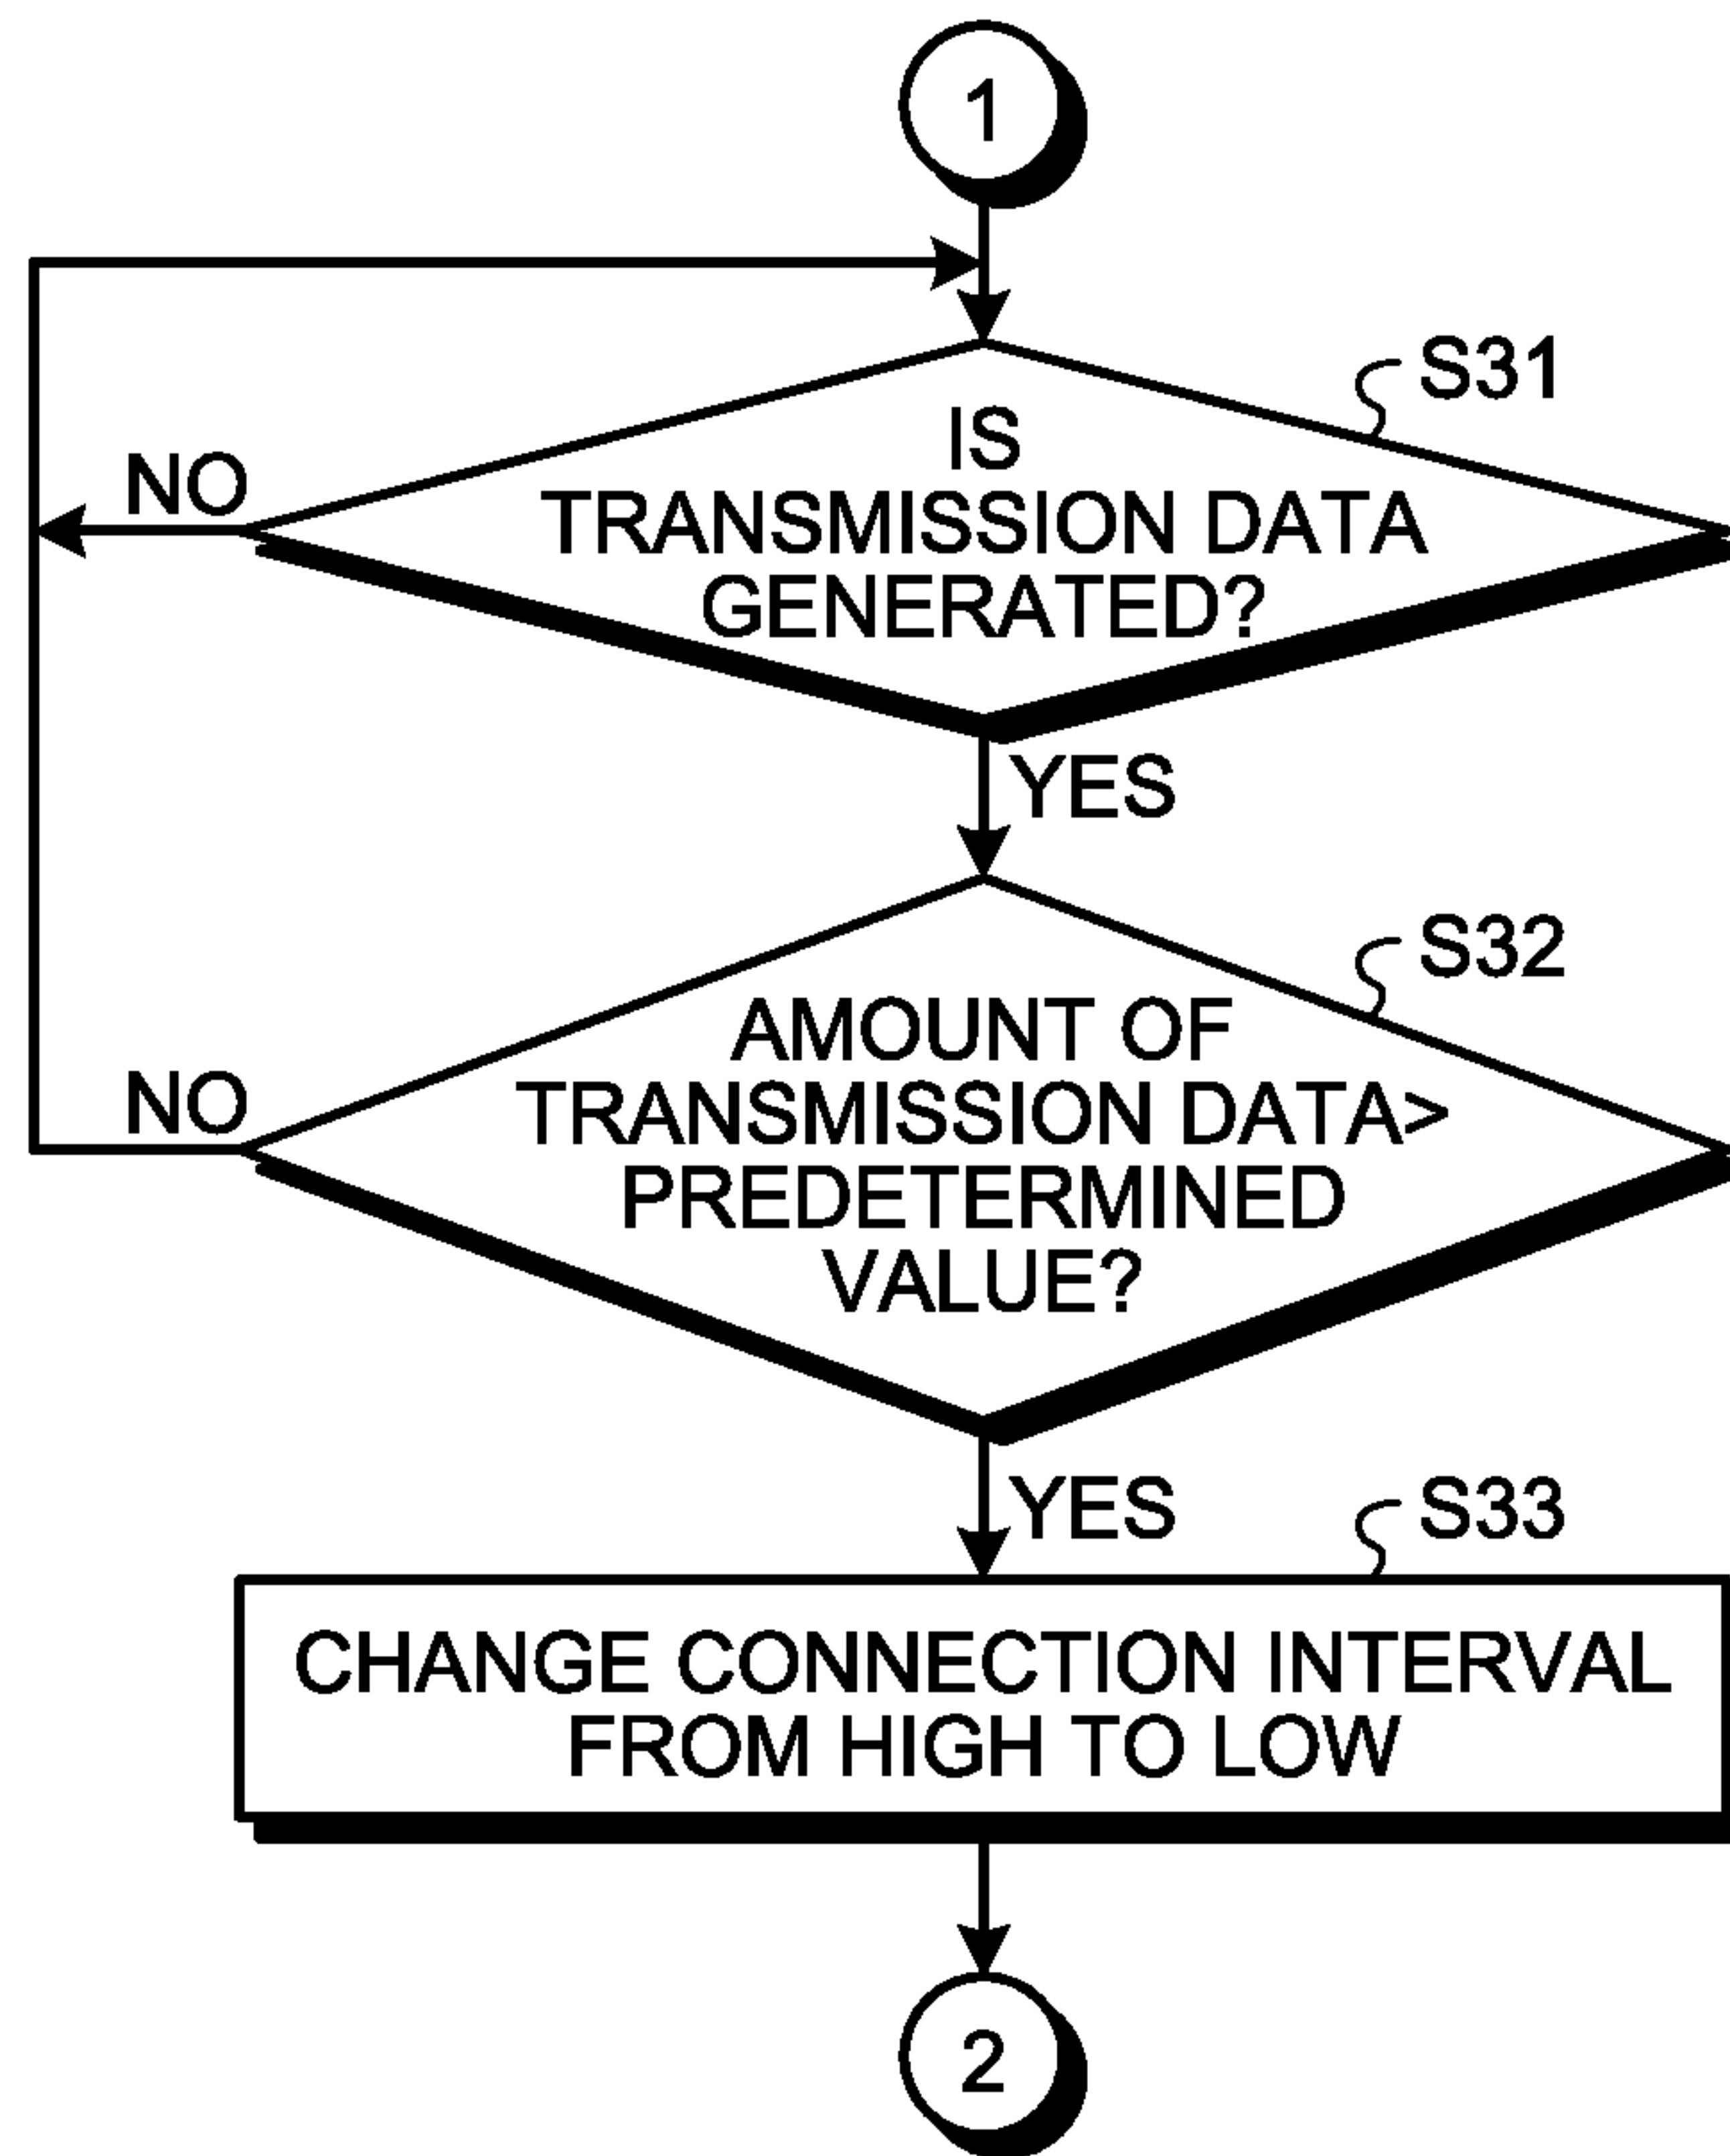 1
S31
IS
TRANSMISSION DATA
GENERATED?
NO
YES
S32
AMOUNT OF
TRANSMISSION DATA>
PREDETERMINED
VALUE?
NO
YES
S33
CHANGE CONNECTION INTERVAL
FROM HIGH TO LOW
2